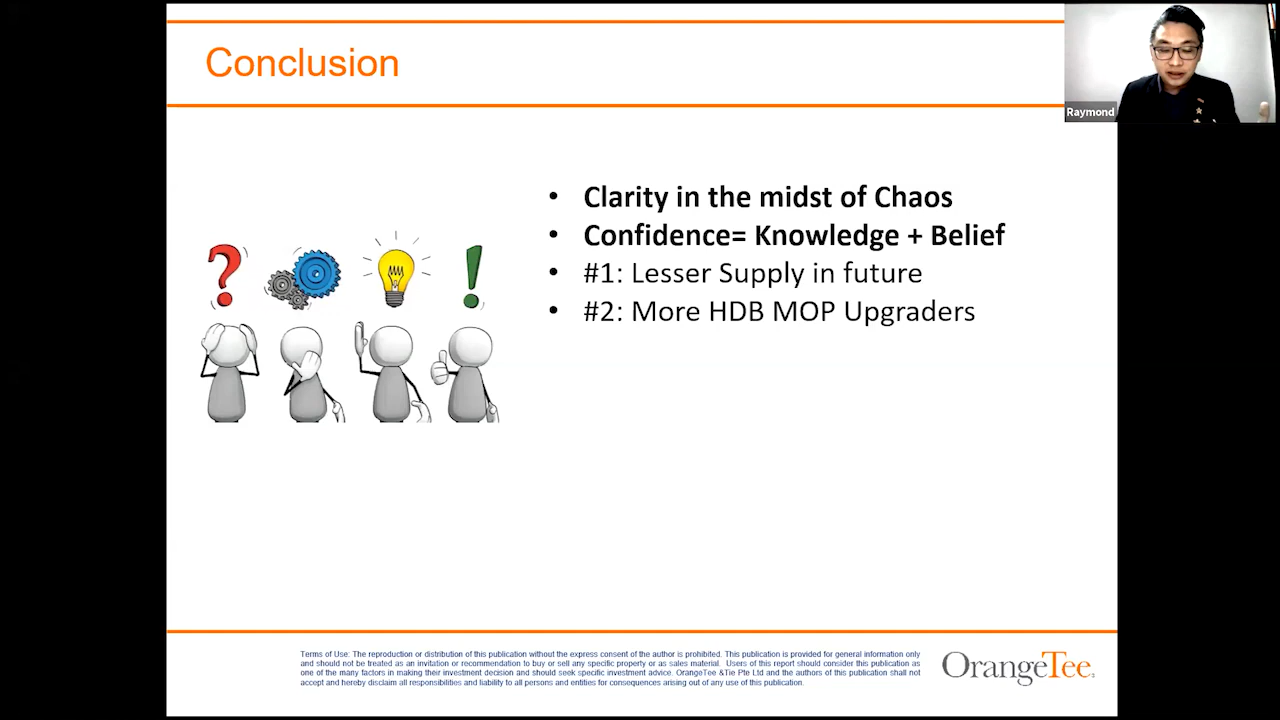 Conclusion
Raymond
• Clarity in the midst of Chaos
• Confidence= Knowledge + Belief
• #1: Lesser Supply in future
• #2: More HDB MOP Upgraders
Terms of Use: The reproduction or distribution of this publication without the express consent of the author is prohibited. This publication is provided for general information only
and should not be treated as an invitation or recommendation to buy or sell any specific property or as sales material. Users of this report should consider this publication as
one of the many factors in making their investment decision and should seek specific investment advice. OrangeTee &Tie Pte Ltd and the authors of this publication shall not
accept and hereby disclaim all responsibilities and liability to all persons and entities for consequences arising out of any use of this publication.
OrangeTee